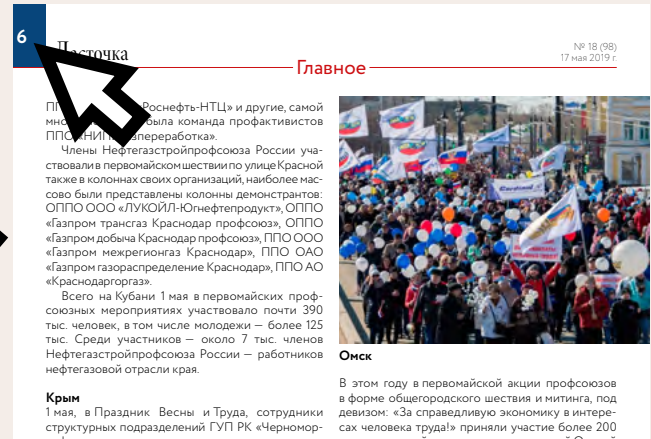 6
Ласточка
Главное
№ 18 (98)
17 мая 2019 г.
Роснефть-НТЦ» и другие, самой
была команда профактивистов
Члены Нефтегазстройпрофсоюза России уча-
ствовали в первомайском шествии по улице Красной
также в колоннах своих организаций, наиболее мас-
сово были представлены колонны демонстрантов:
ОППО ООО «ЛУКОЙЛ-Югнефтепродукт», ОППО
«Газпром трансгаз Краснодар профсоюз», ОППО
«Газпром добыча Краснодар профсоюз», ППО ООО
«Газпром межрегионгаз Краснодар», ППО ОАО
«Газпром газораспределение Краснодар», ППО АО
«Краснодаргоргаз».
Всего на Кубани 1 мая в первомайских проф-
союзных мероприятиях участвовало почти 390
тыс. человек, в том числе молодежи — более 125
тыс. Среди участников — около 7 тыс. членов
Нефтегазстройпрофсоюза России — работников
нефтегазовой отрасли края.
Крым
1 мая, в Праздник Весны и Труда, сотрудники
структурных подразделений ГУП РК «Черномор-
Омск
В этом году в первомайской акции профсоюзов
в форме общегородского шествия и митинга, под
девизом: «За справедливую экономику в интере-
сах человека труда!» приняли участие более 200